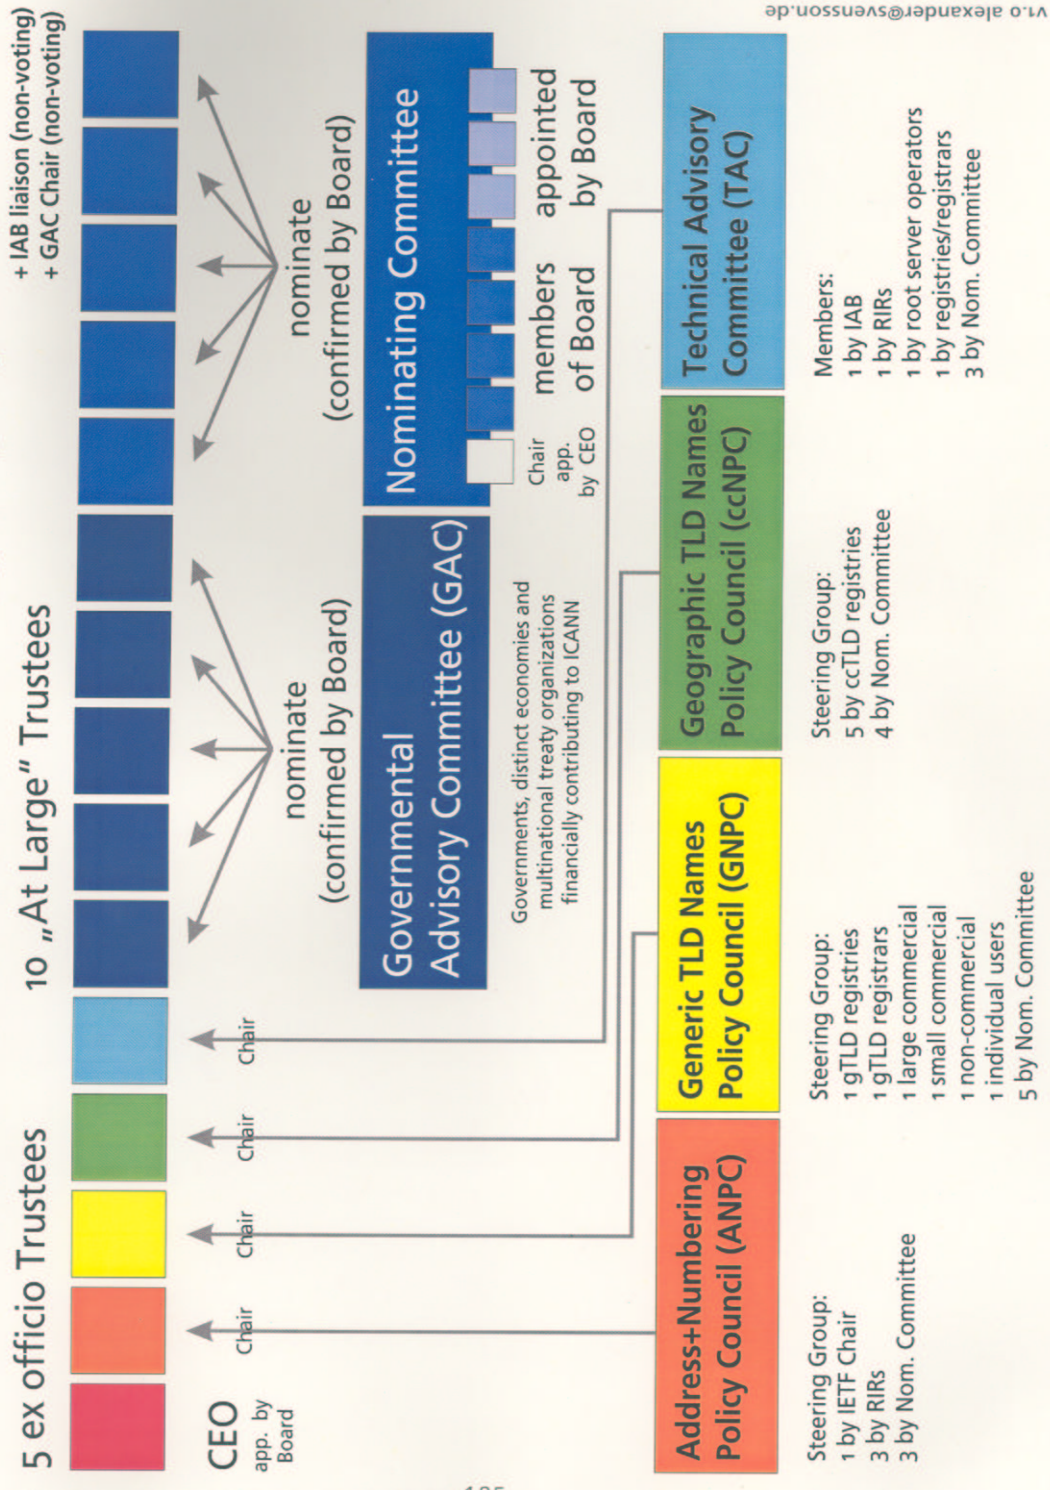 5 ex officio Trustees
10 „At Large” Trustees
+ IAB liaison (non-voting)
+ GAC Chair (non-voting)
CEO
app. by
Board
Chair
Chair
Chair
Chair
nominate
(confirmed by Board)
nominate
(confirmed by Board)
Governmental
Advisory Committee (GAC)
Governments, distinct economies and
multinational treaty organizations
financially contributing to ICANN
Nominating Committee
Chair
app.
by CEO
members
of Board
appointed
by Board
Address+Numbering
Policy Council (ANPC)
Steering Group:
1 by IETF Chair
3 by RIRs
3 by Nom. Committee
Generic TLD Names
Policy Council (GNPC)
Steering Group:
1 gTLD registries
1 gTLD registrars
1 large commercial
1 small commercial
1 non-commercial
1 individual users
5 by Nom. Committee
Geographic TLD Names
Policy Council (ccNPC)
Steering Group:
5 by ccTLD registries
4 by Nom. Committee
Technical Advisory
Committee (TAC)
Members:
1 by IAB
1 by RIRs
1 by root server operators
1 by registries/registrars
3 by Nom. Committee
v1.0 alexander@svensson.de